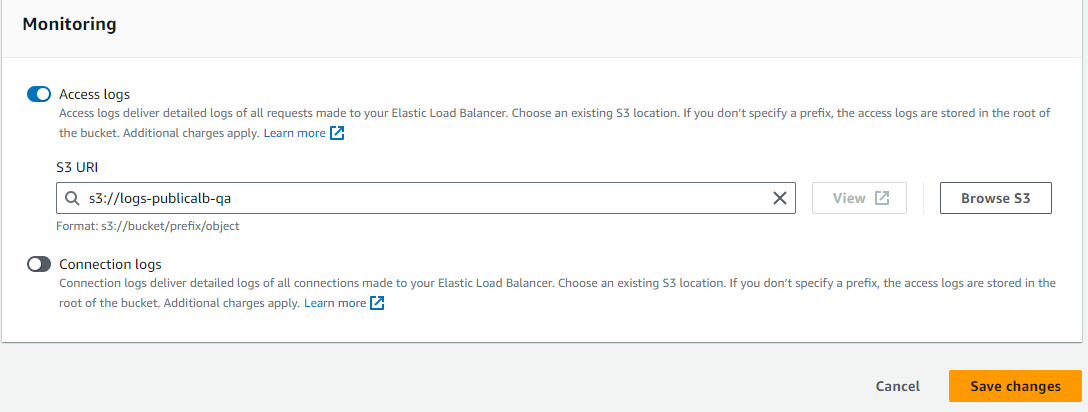 Monitoring
Access logs
Access logs deliver detailed logs of all requests made to your Elastic Load Balancer. Choose an existing S3 location. If you don’t specify a prefix, the access logs are stored in the root of
the bucket. Additional charges apply. Learn more
S3 URI
s3://logs-publicalb-qa
View
Browse S3
Format: s3://bucket/prefix/object
Connection logs
Connection logs deliver detailed logs of all connections made to your Elastic Load Balancer. Choose an existing S3 location. If you don’t specify a prefix, the access logs are stored in the
root of the bucket. Additional charges apply. Learn more
Cancel
Save changes